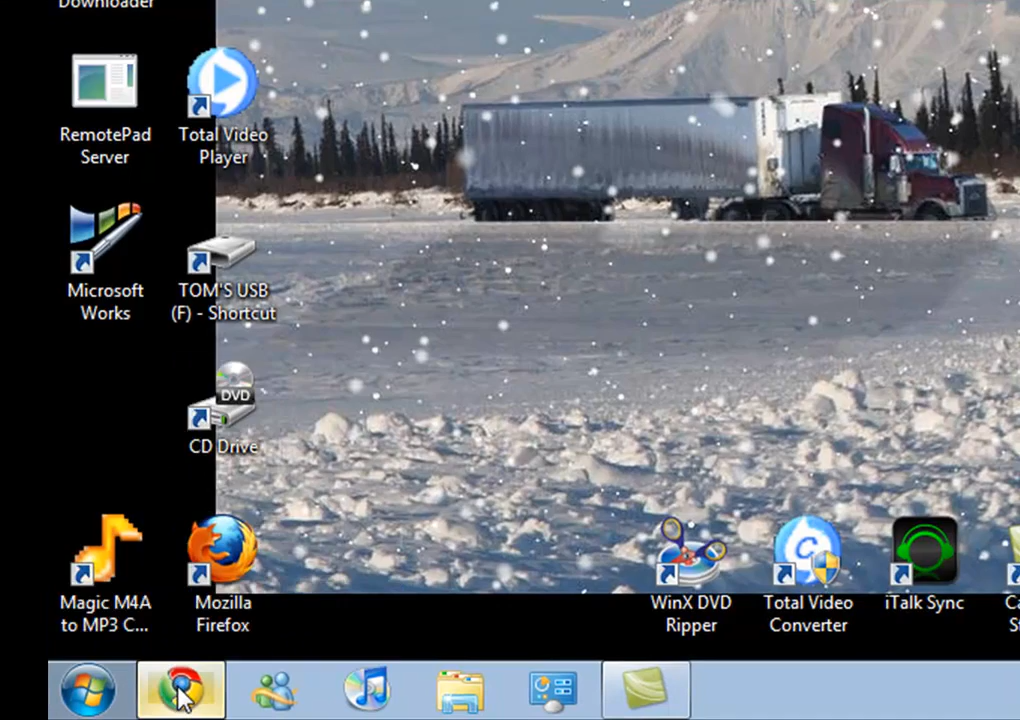 Downloader
RemotePad
Server
Total Video
Player
Microsoft
Works
TOM'S USB
(F) - Shortcut
DVD
CD Drive
Magic M4A
to MP3 C...
Mozilla
Firefox
WinX DVD
Ripper
Total Video
Converter
iTalk Sync